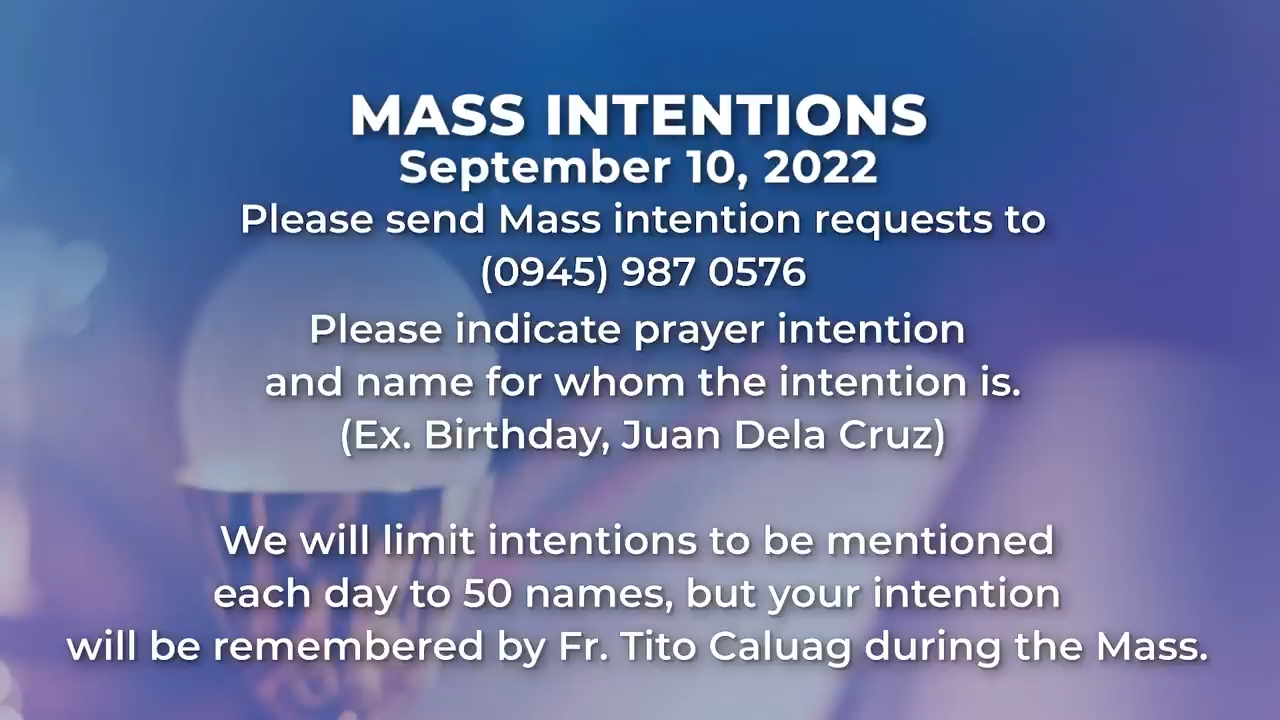 MASS INTENTIONS
September 10, 2022
Please send Mass intention requests to
(0945) 987 0576
Please indicate prayer intention
and name for whom the intention is.
(Ex. Birthday, Juan Dela Cruz)
We will limit intentions to be mentioned
each day to 50 names, but your intention
will be remembered by Fr. Tito Caluag during the Mass.